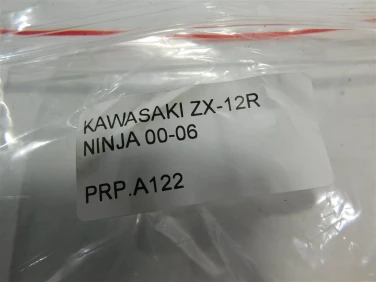 KAWASAKI ZX-12R
NINJA 00-06
PRP.A122